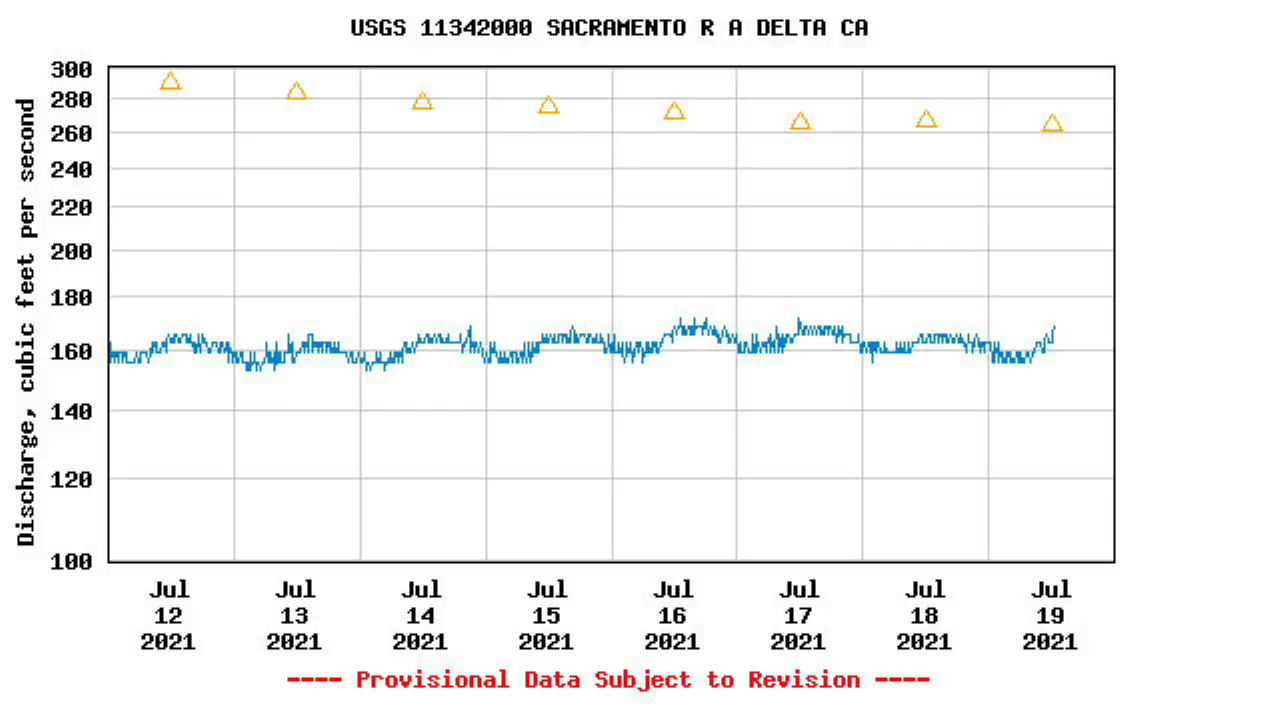 USGS 11342000 SACRAMENTO R A DELTA CA
Discharge, cubic feet per second
300
280
260
240
220
200
180
160
140
120
100
Jul Jul Jul Jul Jul Jul Jul Jul
12 13 14 15 16 17 18 19
2021 2021 2021 2021 2021 2021 2021 2021
---- Provisional Data Subject to Revision ----